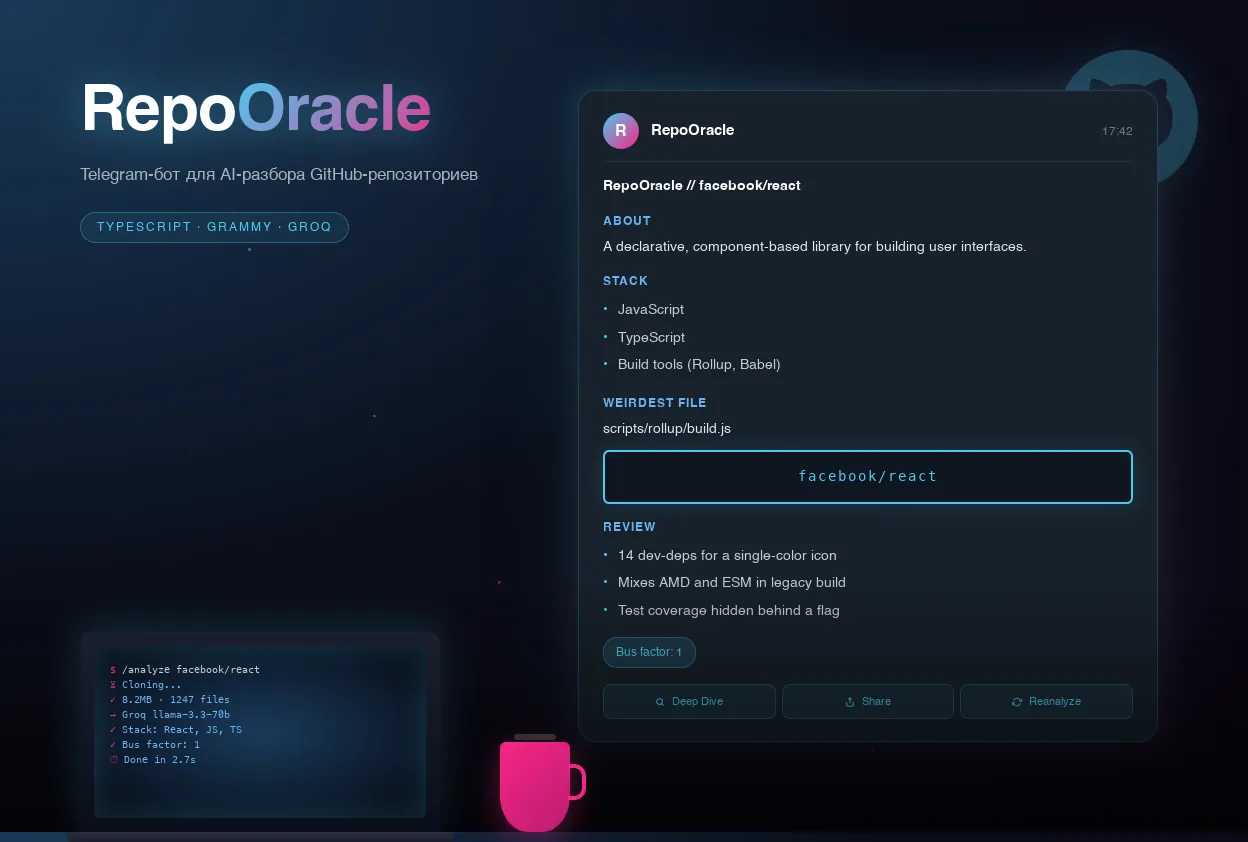 RepoOracle
Telegram-бот для AI-разбора GitHub-репозиториев
TYPESCRIPT · GRAMMY · GROQ
R
RepoOracle
17:42
RepoOracle // facebook/react
ABOUT
A declarative, component-based library for building user interfaces.
STACK
• JavaScript
• TypeScript
• Build tools (Rollup, Babel)
WEIRDEST FILE
scripts/rollup/build.js
facebook/react
REVIEW
• 14 dev-deps for a single-color icon
• Mixes AMD and ESM in legacy build
• Test coverage hidden behind a flag
Bus factor: 1
Deep Dive
Share
Reanalyze
$ /analyze facebook/react
⏳ Cloning...
✓ 8.2MB · 1247 files
→ Groq llama-3.3-70b
✓ Stack: React, JS, TS
✓ Bus factor: 1
⏱ Done in 2.7s